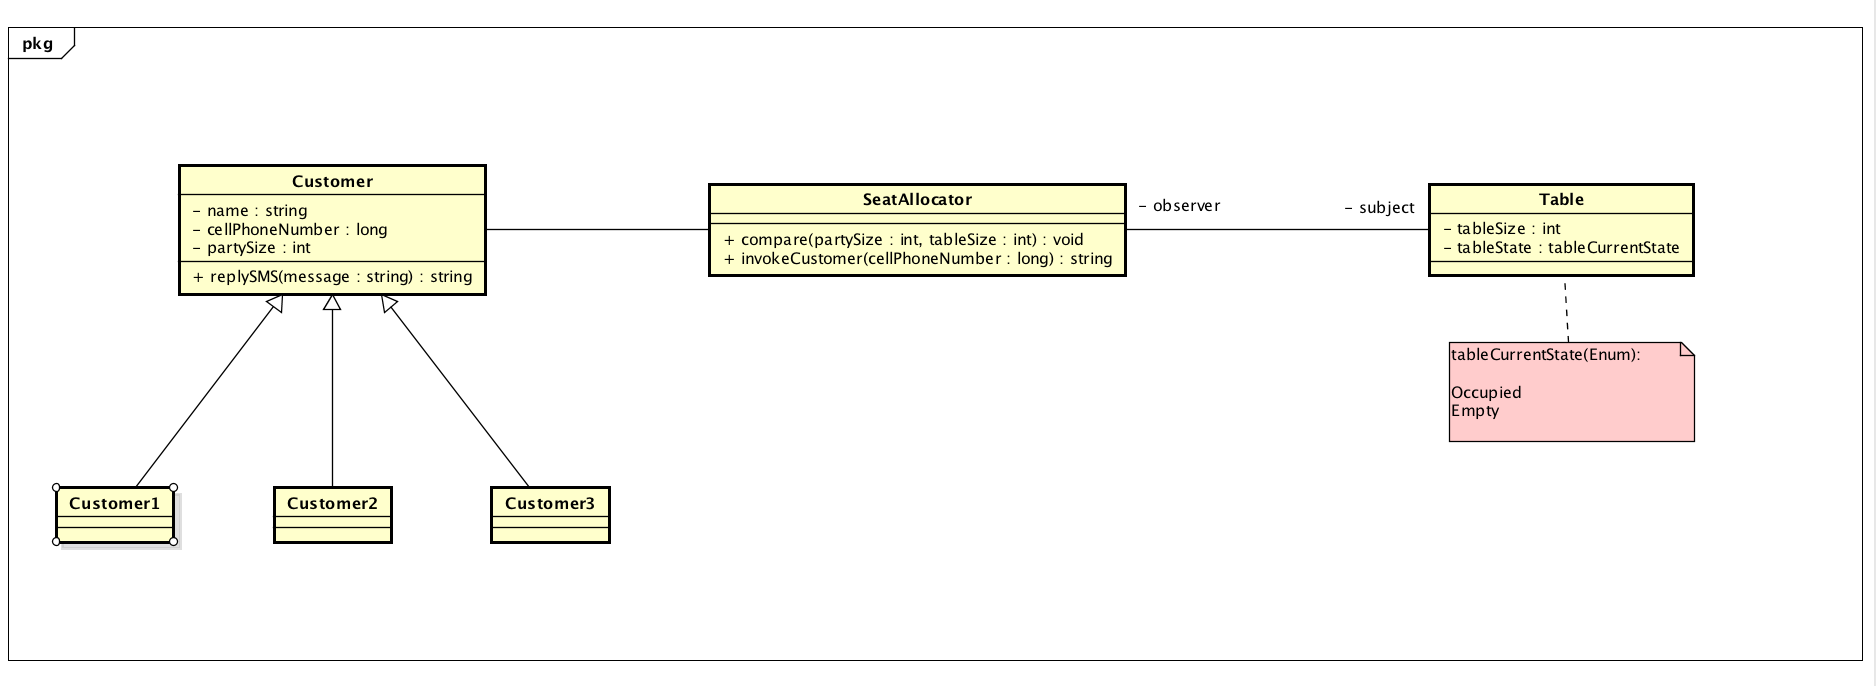 pkg
Customer
- name : string
- cellPhoneNumber : long
- partySize : int
+ replySMS(message : string) : string
SeatAllocator
+ compare(partySize : int, tableSize : int) : void
+ invokeCustomer(cellPhoneNumber : long) : string
- observer
- subject
Table
- tableSize : int
- tableState : tableCurrentState
tableCurrentState(Enum):
Occupied
Empty
Customer1
Customer2
Customer3